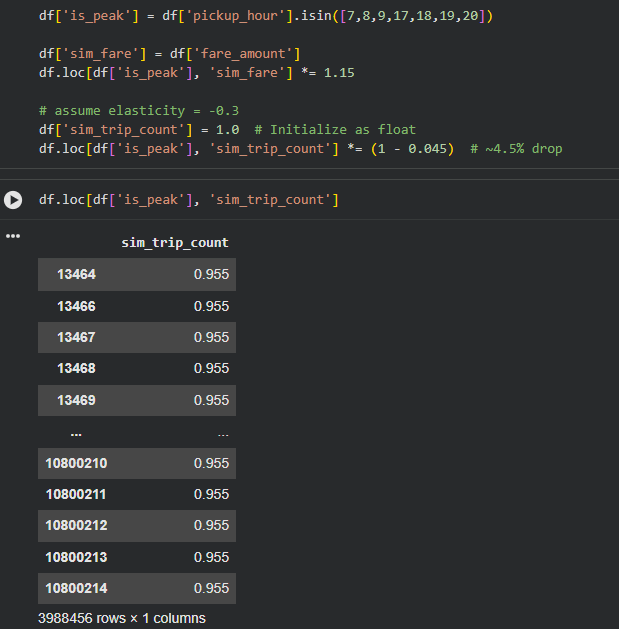 df['is_peak'] = df['pickup_hour'].isin([7,8,9,17,18,19,20])
df['sim_fare'] = df['fare_amount']
df.loc[df['is_peak'], 'sim_fare'] *= 1.15
# assume elasticity = -0.3
df['sim_trip_count'] = 1.0  # Initialize as float
df.loc[df['is_peak'], 'sim_trip_count'] *= (1 - 0.045)  # ~4.5% drop
df.loc[df['is_peak'], 'sim_trip_count']
...
sim_trip_count
13464 0.955
13466 0.955
13467 0.955
13468 0.955
13469 0.955
... ...
10800210 0.955
10800211 0.955
10800212 0.955
10800213 0.955
10800214 0.955
3988456 rows × 1 columns